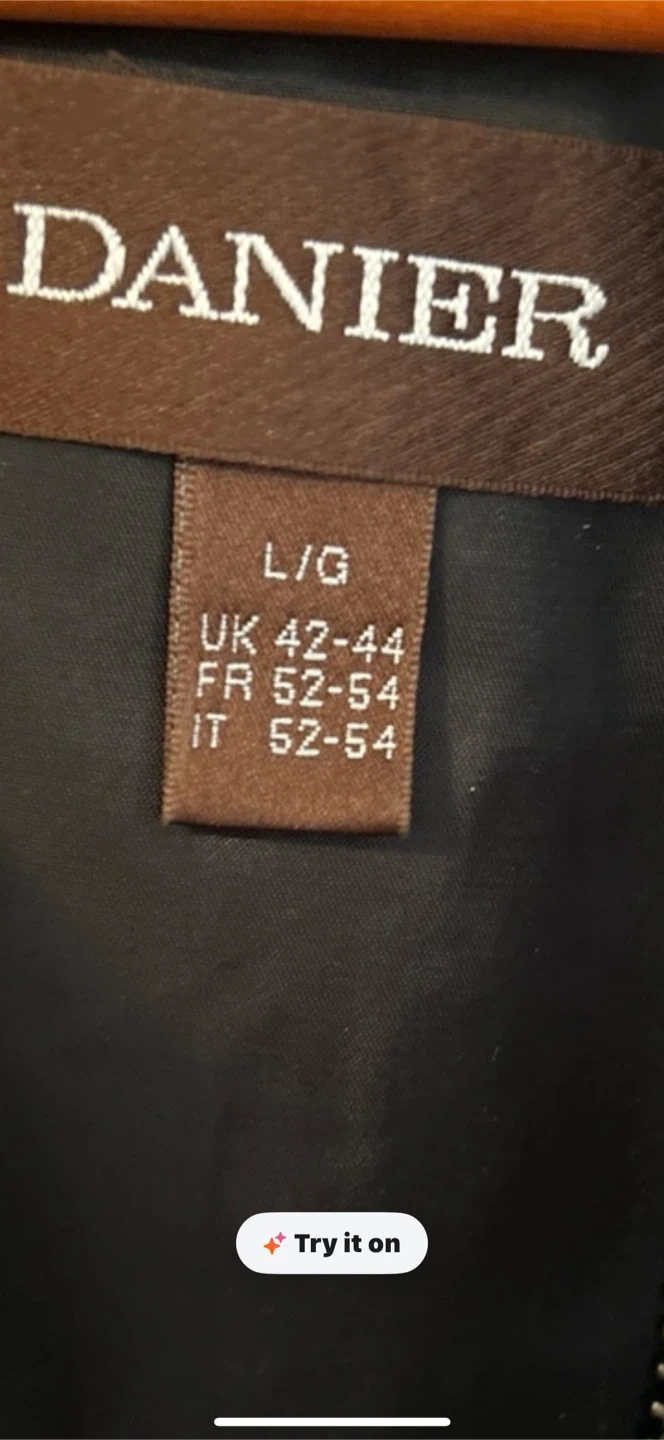 DANIER
L/G
UK 42-44
FR 52-54
IT 52-54
Try it on